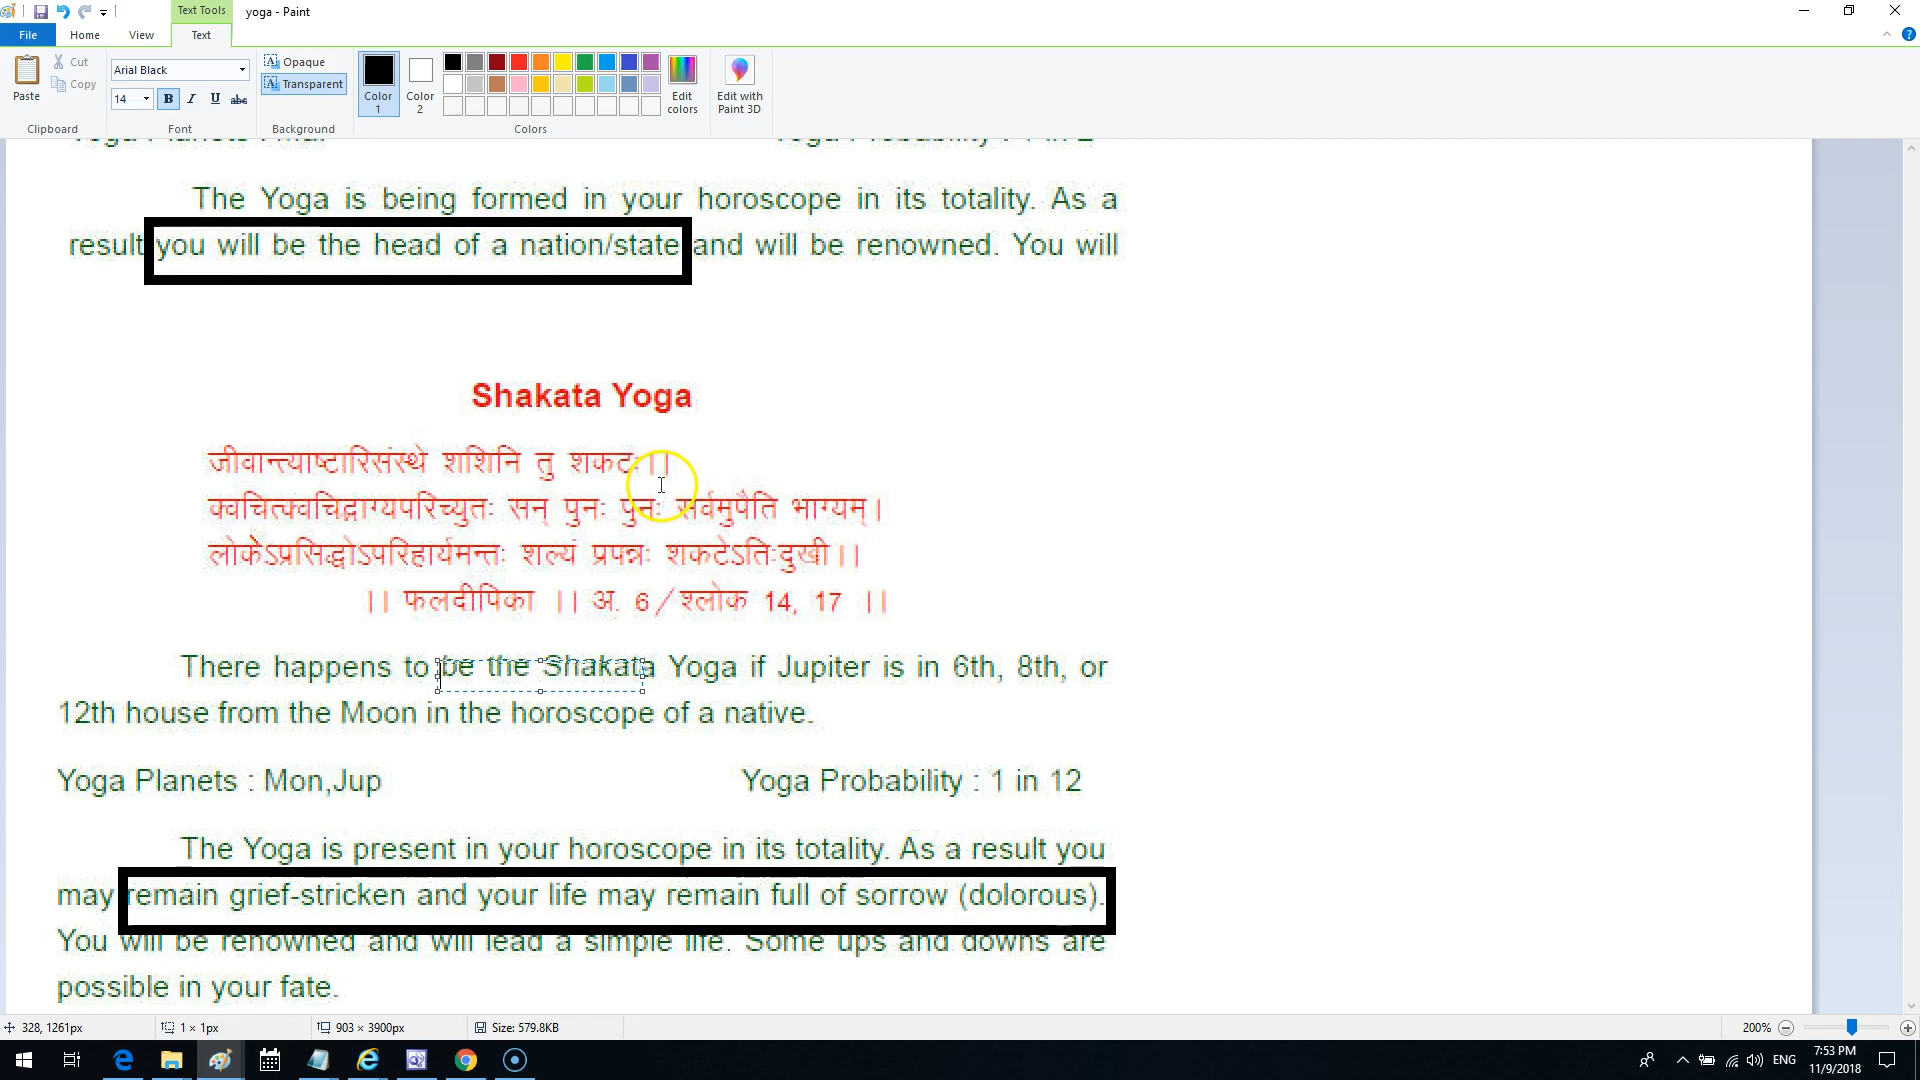 Text Tools
yoga - Paint
File
Home
View
Text
Paste
Cut
Copy
Clipboard
Arial Black
14
B
I
U
abc
Font
Opaque
Transparent
Background
Color 1
Color 2
Edit colors
Colors
Edit with Paint 3D
The Yoga is being formed in your horoscope in its totality. As a
result you will be the head of a nation/state and will be renowned. You will
Shakata Yoga
जीवान्त्याष्टारिसंस्थे शशिनि तु शकटः।।
क्वचित्क्वचिद्भाग्यपरिच्युतः सन् पुनः पुनः सर्वमुपैति भाग्यम्।
लोकेऽप्रसिद्धोऽपरिहार्यमन्तः शल्यं प्रपन्नः शकटेऽतिःदुखी।।
।। फलदीपिका ।। अ. 6/श्लोक 14, 17 ।।
There happens to be the Shakata Yoga if Jupiter is in 6th, 8th, or
12th house from the Moon in the horoscope of a native.
Yoga Planets : Mon,Jup
Yoga Probability : 1 in 12
The Yoga is present in your horoscope in its totality. As a result you
may remain grief-stricken and your life may remain full of sorrow (dolorous).
You will be renowned and will lead a simple life. Some ups and downs are
possible in your fate.
328, 1261px
1 × 1px
903 × 3900px
Size: 579.8KB
200%
ENG
7:53 PM
11/9/2018